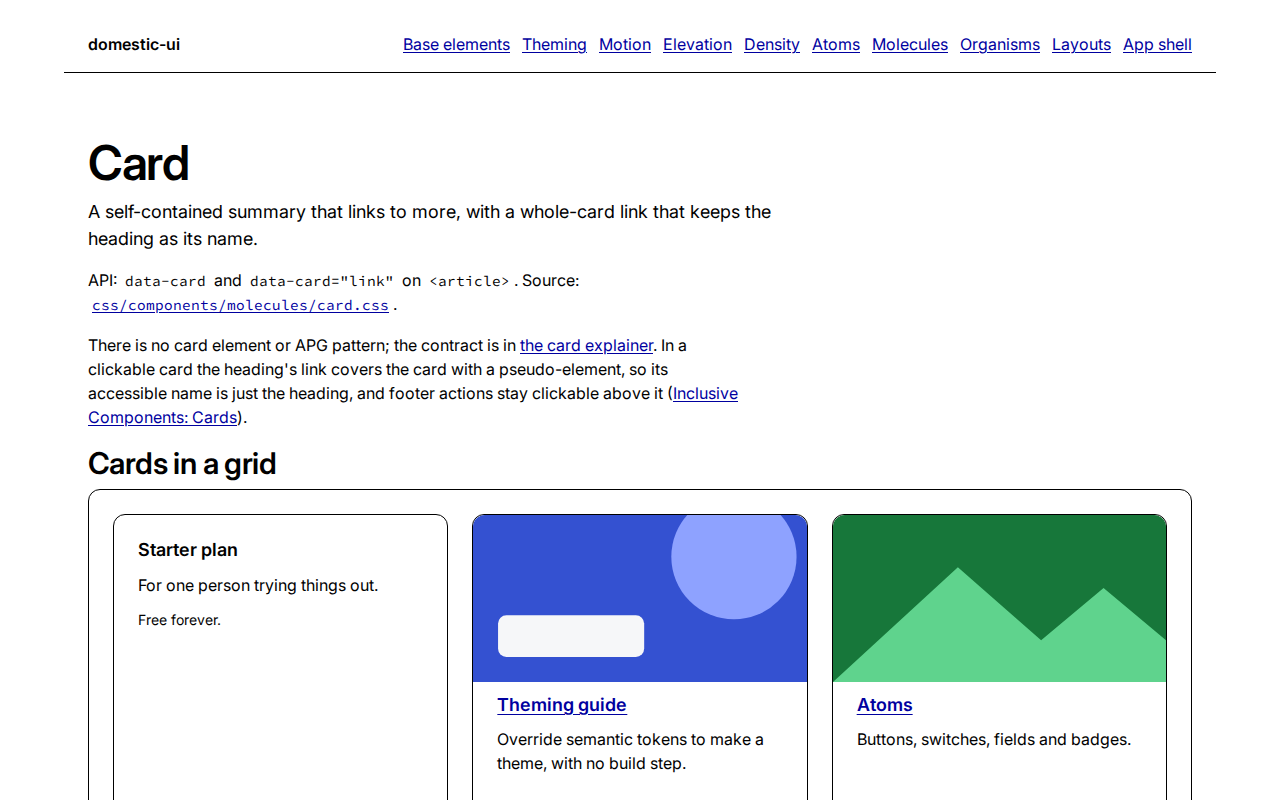 domestic-ui
Base elements Theming Motion Elevation Density Atoms Molecules Organisms Layouts App shell
Card
A self-contained summary that links to more, with a whole-card link that keeps the
heading as its name.
API: data-card and data-card="link" on <article>. Source:
css/components/molecules/card.css.
There is no card element or APG pattern; the contract is in the card explainer. In a
clickable card the heading's link covers the card with a pseudo-element, so its
accessible name is just the heading, and footer actions stay clickable above it (Inclusive
Components: Cards).
Cards in a grid
Starter plan
For one person trying things out.
Free forever.
Theming guide
Override semantic tokens to make a
theme, with no build step.
Atoms
Buttons, switches, fields and badges.